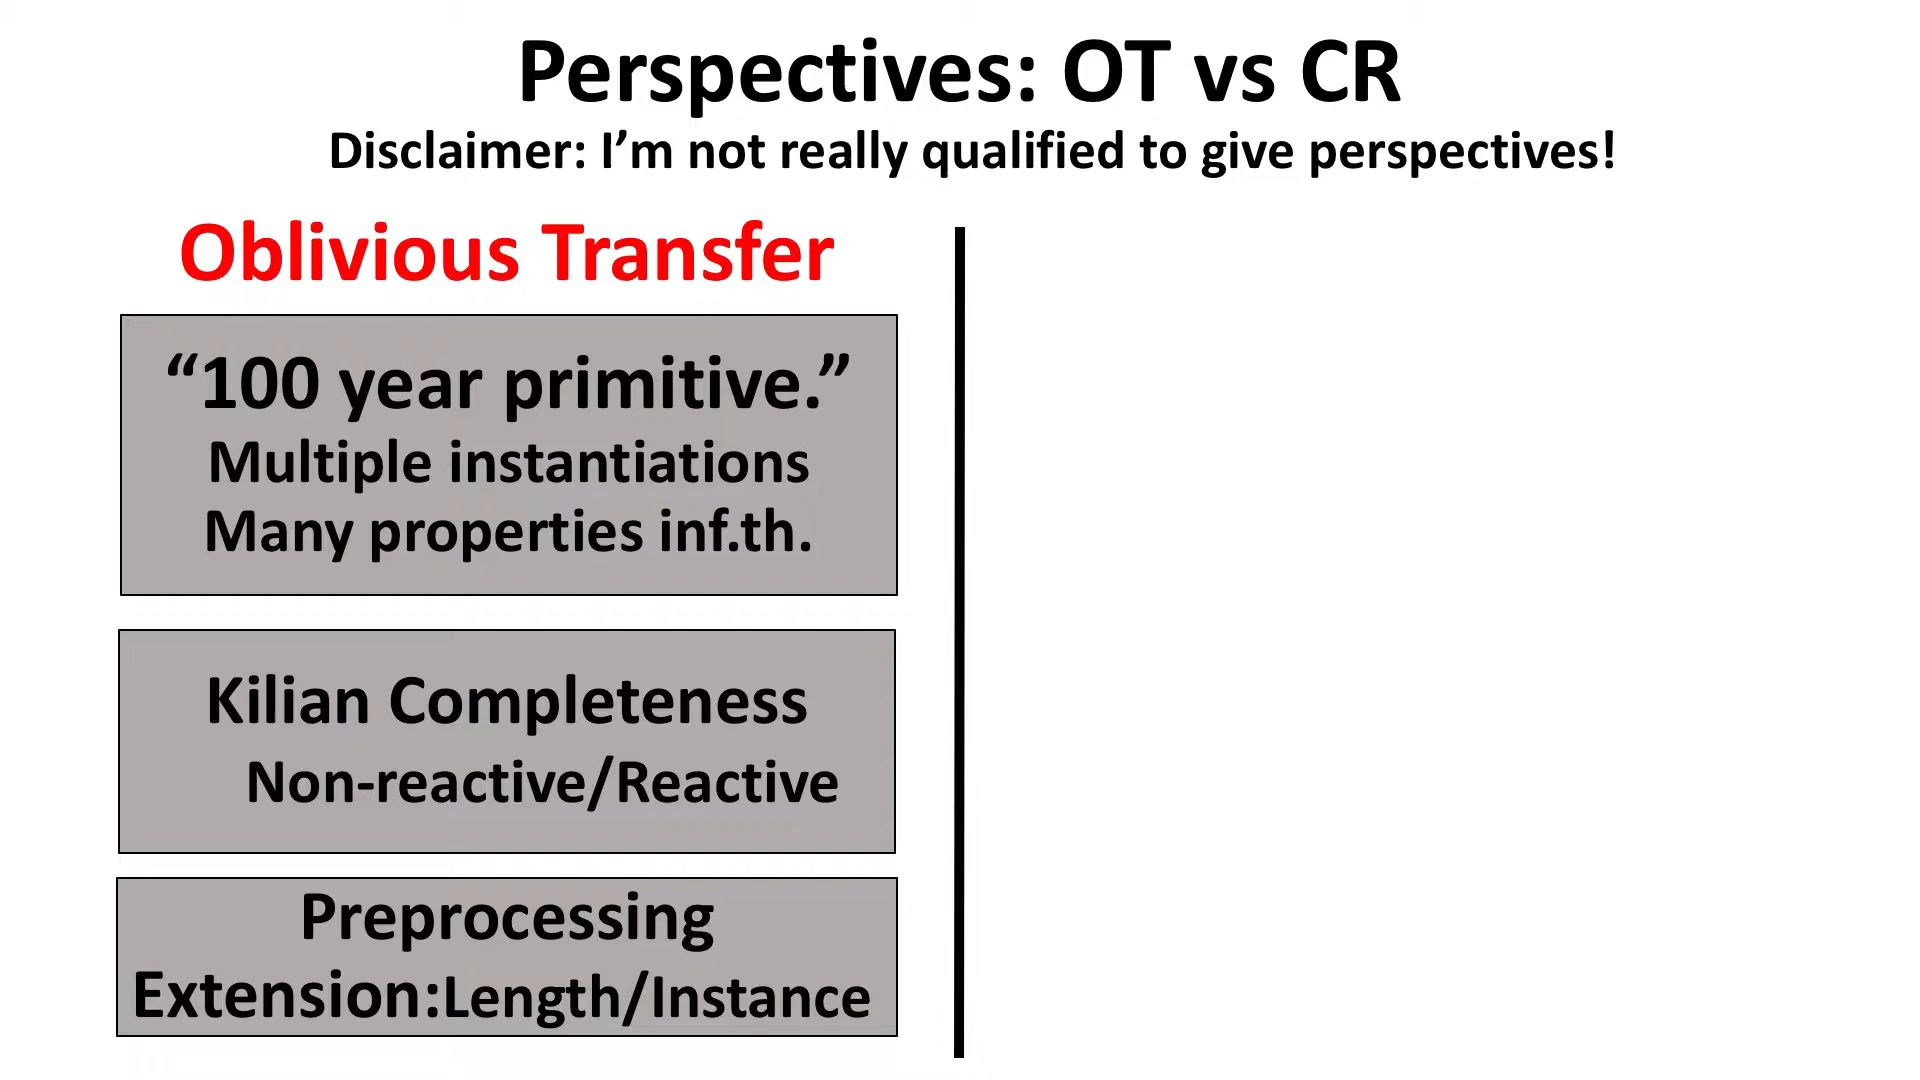 Perspectives: OT vs CR
Disclaimer: I’m not really qualified to give perspectives!
Oblivious Transfer
“100 year primitive.”
Multiple instantiations
Many properties inf.th.
Kilian Completeness
Non-reactive/Reactive
Preprocessing
Extension:Length/Instance